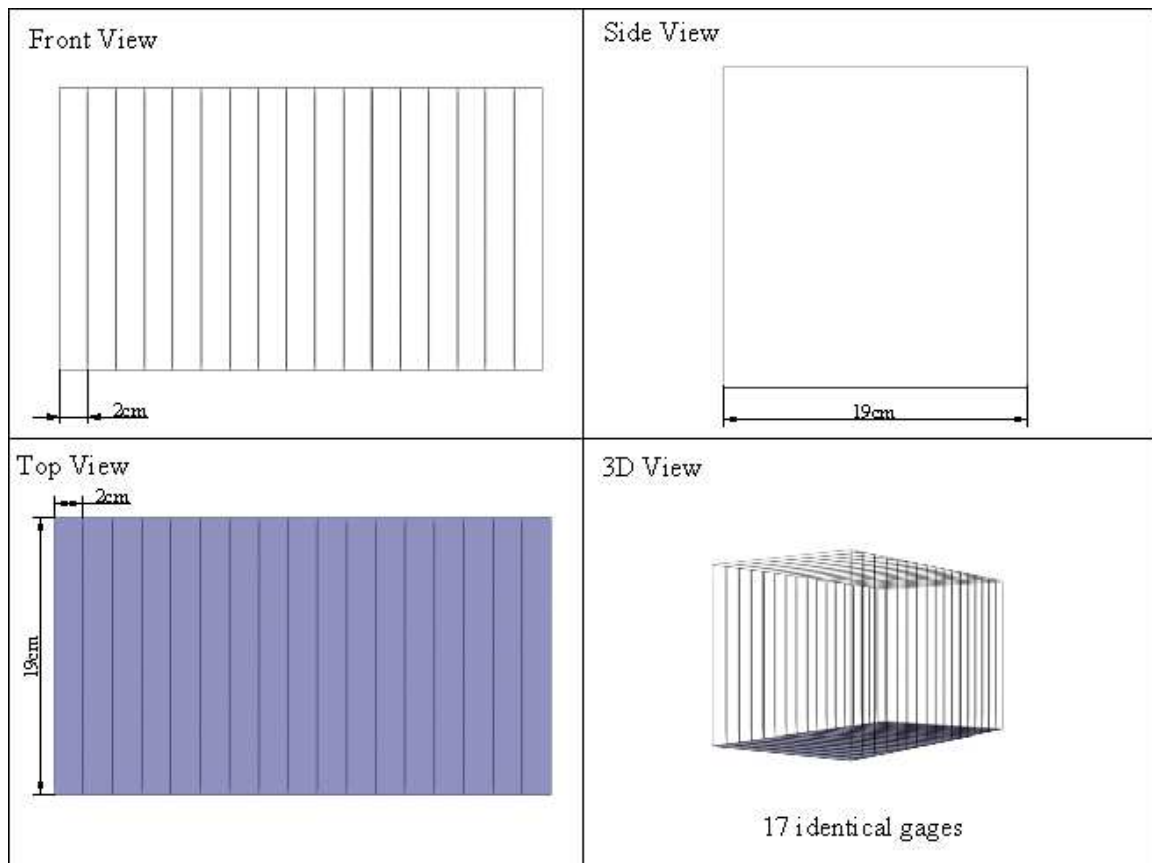 Front View
2cm
Side View
19cm
Top View
2cm
19cm
3D View
17 identical gages